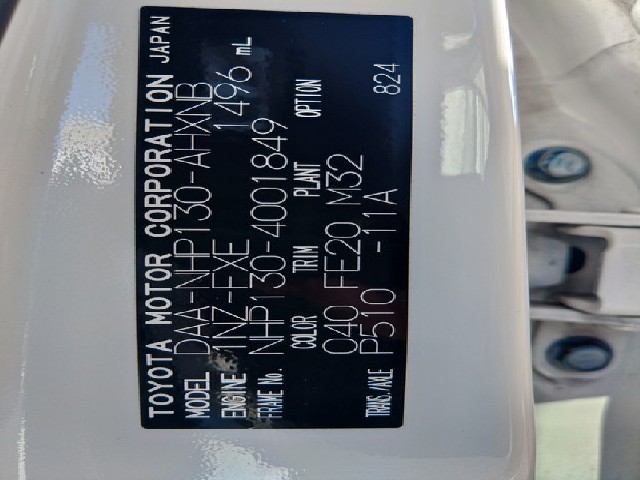 TOYOTA MOTOR CORPORATION JAPAN
MODEL DAA-NHP130-AHXNB
ENGINE 1NZ-FXE 1496 mL
FRAME No. NHP130-4001849
COLOR TRIM PLANT OPTION
040 FE20 M32
TRANS./AXLE P510 -11A 824